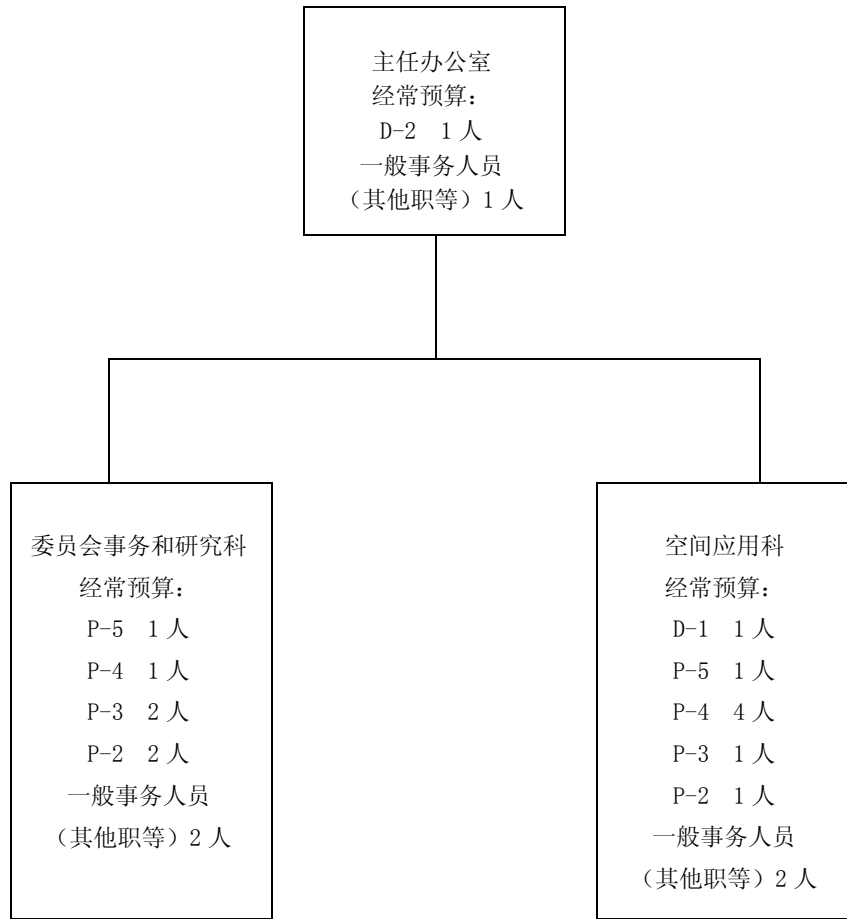 主任办公室
经常预算：
D-2 1 人
一般事务人员
（其他职等）1 人
委员会事务和研究科
经常预算：
P-5 1 人
P-4 1 人
P-3 2 人
P-2 2 人
一般事务人员
（其他职等）2 人
空间应用科
经常预算：
D-1 1 人
P-5 1 人
P-4 4 人
P-3 1 人
P-2 1 人
一般事务人员
（其他职等）2 人